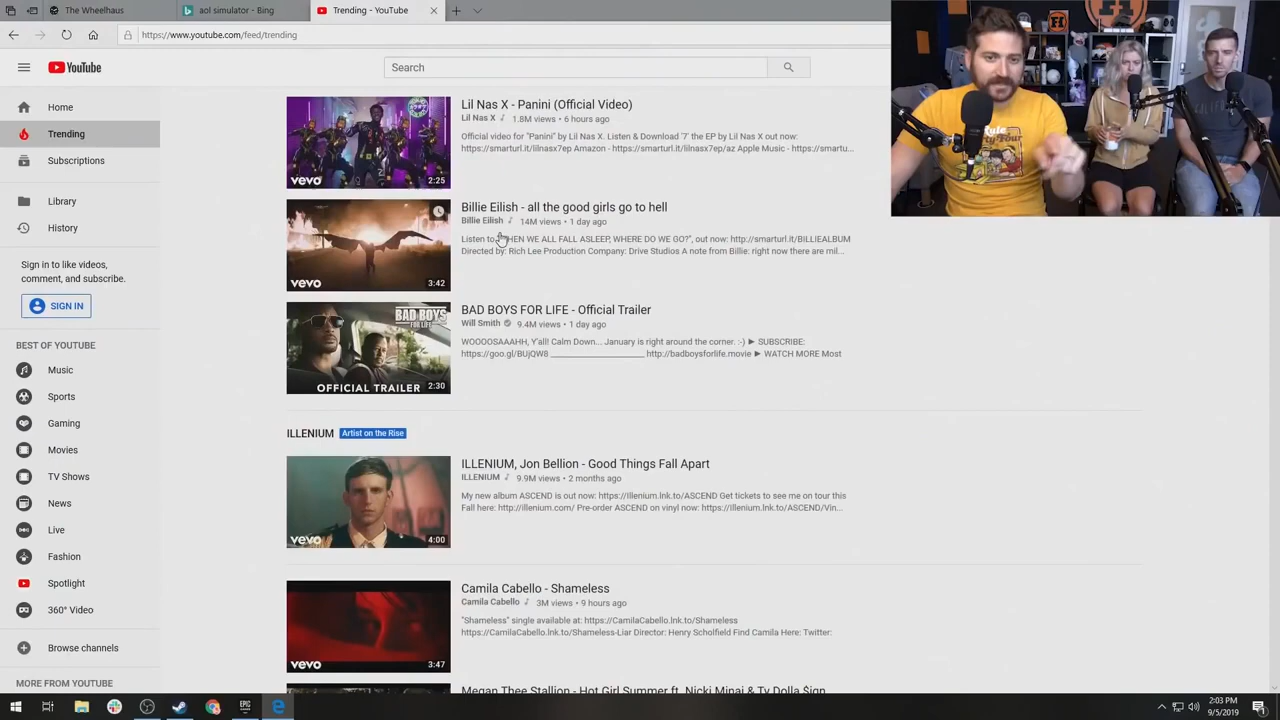 The Wheelhaus
aol simulator - Bing
Trending - YouTube
https://www.youtube.com/feed/trending
YouTube
Search
Home
Trending
Subscriptions
Library
History
Sign in to like videos,
comment, and subscribe.
SIGN IN
BEST OF YOUTUBE
Music
Sports
Gaming
Movies
TV Shows
News
Live
Fashion
Spotlight
360° Video
Browse channels
MORE FROM YOUTUBE
vevo 2:25
Lil Nas X - Panini (Official Video)
Lil Nas X ♪ 1.8M views • 6 hours ago
Official video for "Panini" by Lil Nas X. Listen & Download '7' the EP by Lil Nas X out now:
https://smarturl.it/lilnasx7ep Amazon - https://smarturl.it/lilnasx7ep/az Apple Music - https://smartu...
vevo 3:42
Billie Eilish - all the good girls go to hell
Billie Eilish ♪ 14M views • 1 day ago
Listen to HEN WE ALL FALL ASLEEP, WHERE DO WE GO?", out now: http://smarturl.it/BILLIEALBUM
Directed by: Rich Lee Production Company: Drive Studios A note from Billie: right now there are mil...
BAD BOYS
FOR LIFE
OFFICIAL TRAILER 2:30
BAD BOYS FOR LIFE - Official Trailer
Will Smith 9.4M views • 1 day ago
WOOOOSAAAHH, Y'all! Calm Down... January is right around the corner. :-) ► SUBSCRIBE:
https://goo.gl/BUjQW8 ____________________ http://badboysforlife.movie ► WATCH MORE Most
ILLENIUM Artist on the Rise
vevo 4:00
ILLENIUM, Jon Bellion - Good Things Fall Apart
ILLENIUM ♪ 9.9M views • 2 months ago
My new album ASCEND is out now: https://Illenium.lnk.to/ASCEND Get tickets to see me on tour this
Fall here: http://illenium.com/ Pre-order ASCEND on vinyl now: https://Illenium.lnk.to/ASCEND/Vin...
vevo 3:47
Camila Cabello - Shameless
Camila Cabello ♪ 3M views • 9 hours ago
"Shameless" single available at: https://CamilaCabello.lnk.to/Shameless
https://CamilaCabello.lnk.to/Shameless-Liar Director: Henry Scholfield Find Camila Here: Twitter:
Megan Thee Stallion - Hot Girl Summer ft. Nicki Minaj & Ty Dolla $ign
EPIC
2:03 PM
9/5/2019